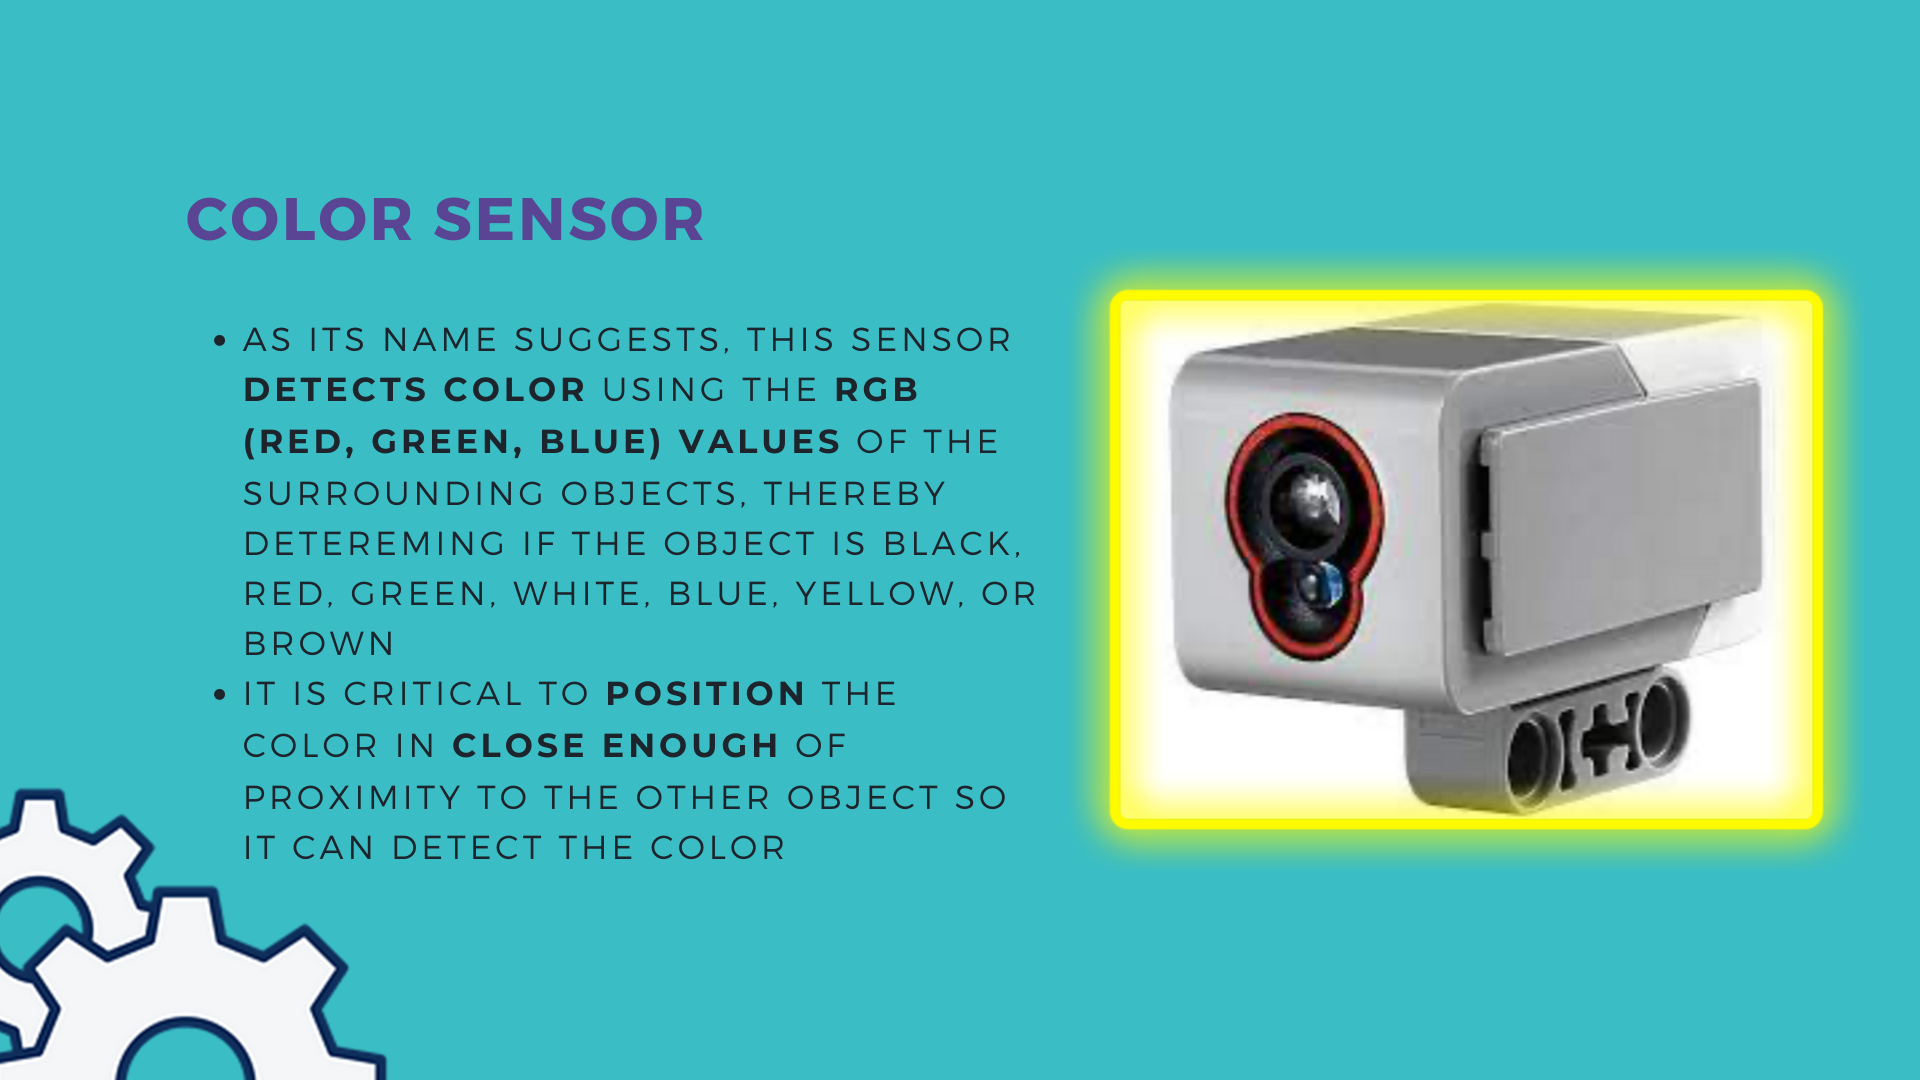 COLOR SENSOR
• AS ITS NAME SUGGESTS, THIS SENSOR
DETECTS COLOR USING THE RGB
(RED, GREEN, BLUE) VALUES OF THE
SURROUNDING OBJECTS, THEREBY
DETEREMING IF THE OBJECT IS BLACK,
RED, GREEN, WHITE, BLUE, YELLOW, OR
BROWN
• IT IS CRITICAL TO POSITION THE
COLOR IN CLOSE ENOUGH OF
PROXIMITY TO THE OTHER OBJECT SO
IT CAN DETECT THE COLOR